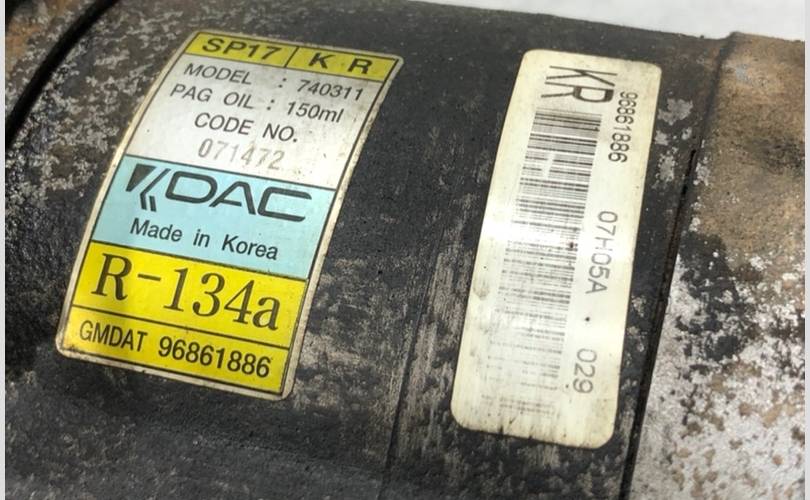 SP17 K R
MODEL : 740311
PAG OIL : 150ml
CODE NO.
071472
KDAC
Made in Korea
R-134a
GMDAT 96861886
KR
96861886 07H05A 029